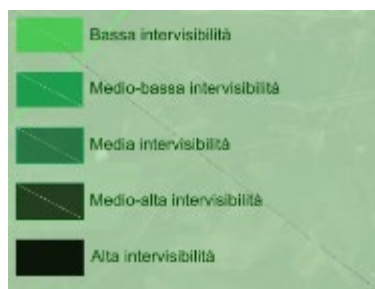 Bassa intervisibilità
Medio-bassa intervisibilità
Media intervisibilità
Medio-alta intervisibilità
Alta intervisibilità